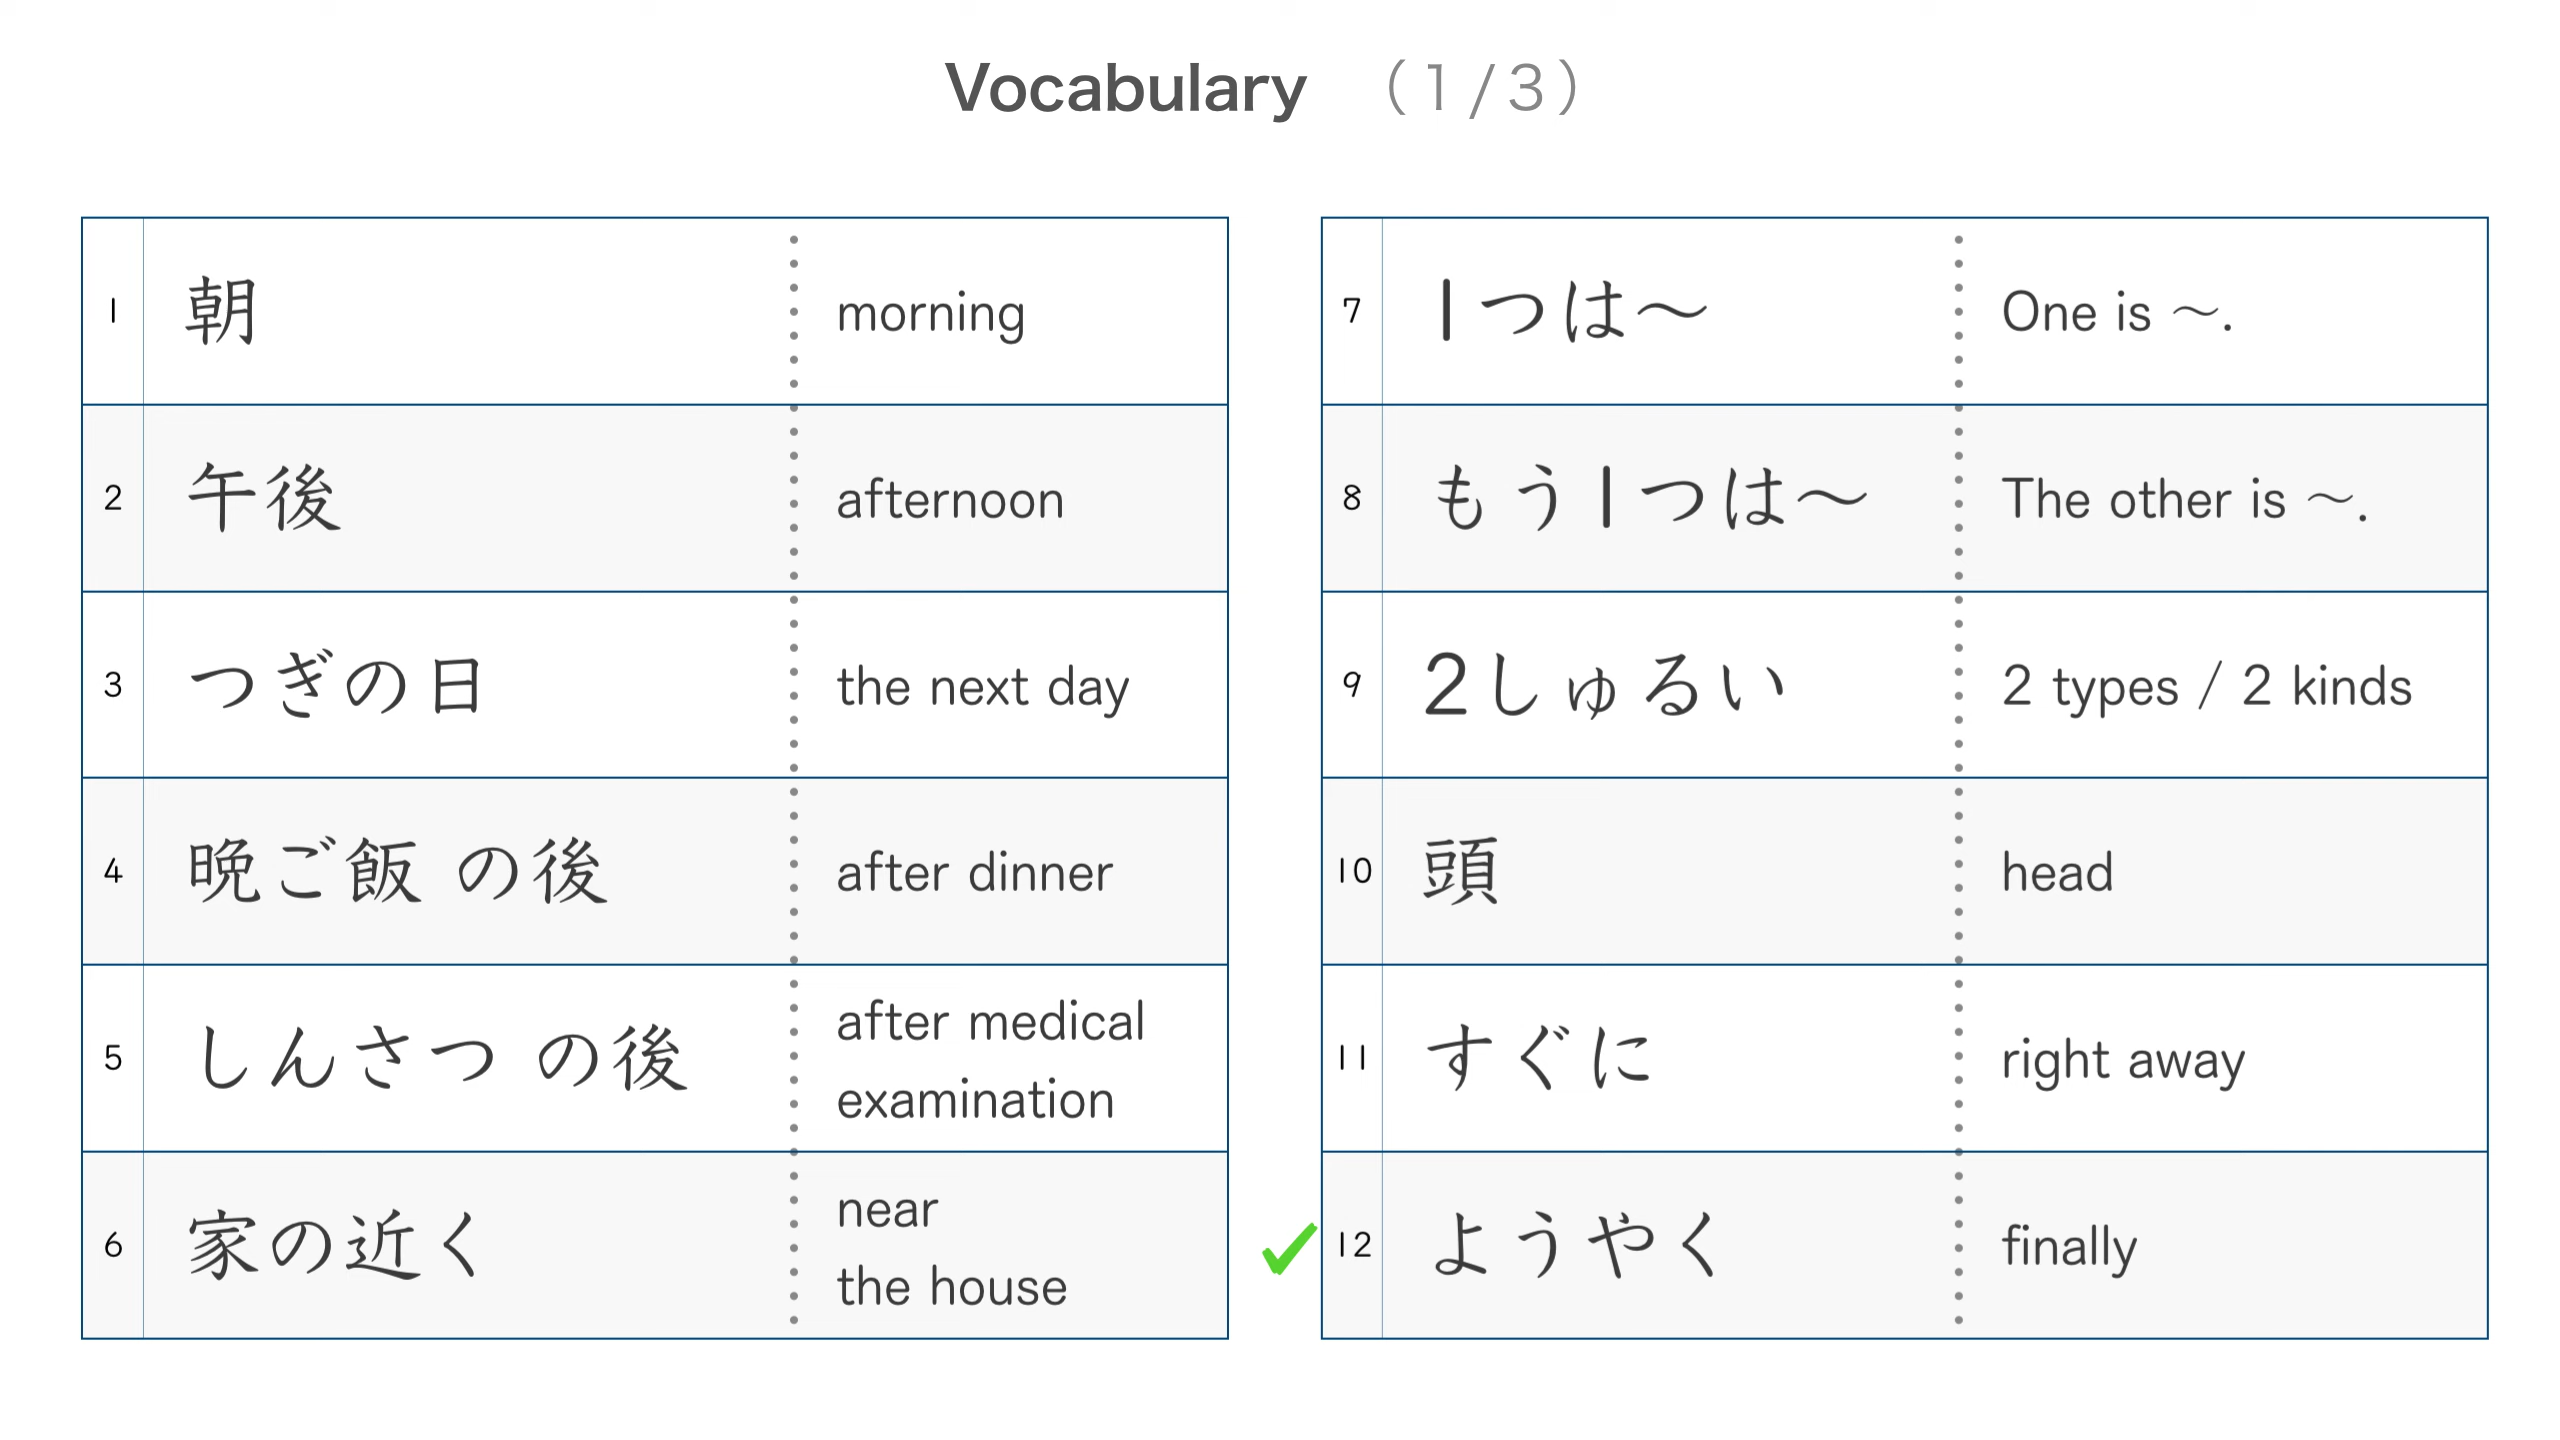 Vocabulary （1/3）
1 朝 morning
2 午後 afternoon
3 つぎの日 the next day
4 晩ご飯 の後 after dinner
5 しんさつ の後 after medical
examination
6 家の近く near
the house
7 1つは〜 One is 〜.
8 もう1つは〜 The other is 〜.
9 2しゅるい 2 types / 2 kinds
10 頭 head
11 すぐに right away
12 ようやく finally